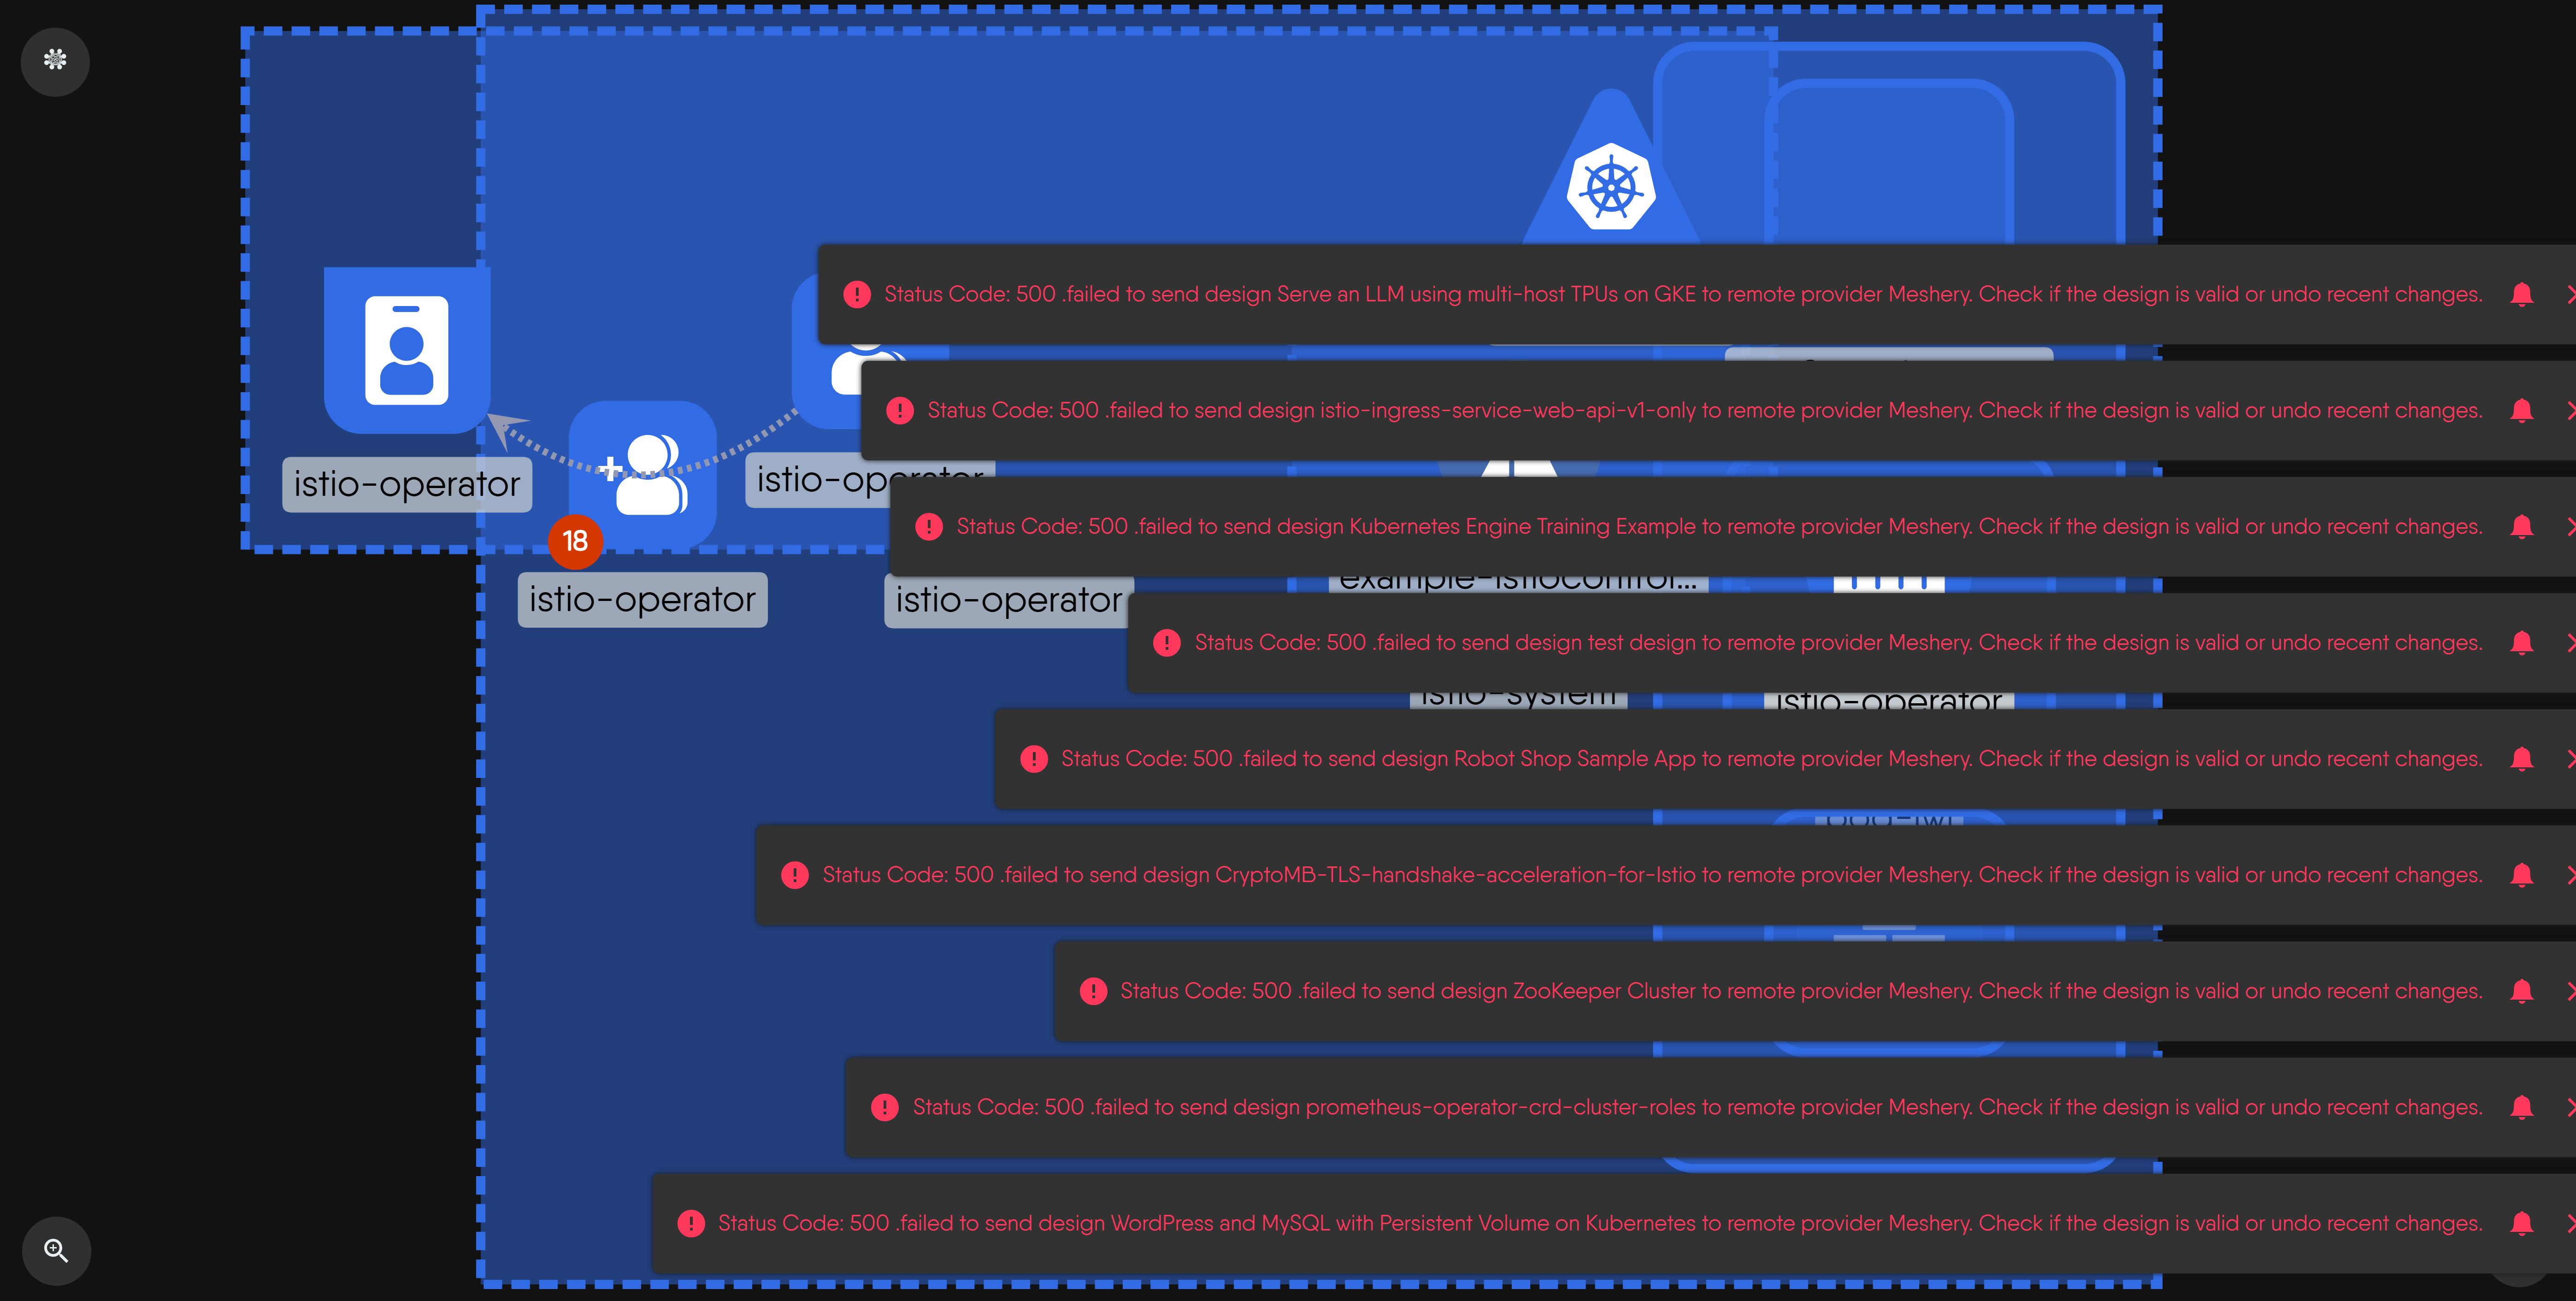 Status Code: 500 .failed to send design Serve an LLM using multi-host TPUs on GKE to remote provider Meshery. Check if the design is valid or undo recent changes.
Status Code: 500 .failed to send design istio-ingress-service-web-api-v1-only to remote provider Meshery. Check if the design is valid or undo recent changes.
istio-operator
istio-operator
Status Code: 500 .failed to send design Kubernetes Engine Training Example to remote provider Meshery. Check if the design is valid or undo recent changes.
18
example-istiocontrol...
istio-operator
istio-operator
Status Code: 500 .failed to send design test design to remote provider Meshery. Check if the design is valid or undo recent changes.
istio-system
istio-operator
Status Code: 500 .failed to send design Robot Shop Sample App to remote provider Meshery. Check if the design is valid or undo recent changes.
Status Code: 500 .failed to send design CryptoMB-TLS-handshake-acceleration-for-Istio to remote provider Meshery. Check if the design is valid or undo recent changes.
Status Code: 500 .failed to send design ZooKeeper Cluster to remote provider Meshery. Check if the design is valid or undo recent changes.
Status Code: 500 .failed to send design prometheus-operator-crd-cluster-roles to remote provider Meshery. Check if the design is valid or undo recent changes.
Status Code: 500 .failed to send design WordPress and MySQL with Persistent Volume on Kubernetes to remote provider Meshery. Check if the design is valid or undo recent changes.